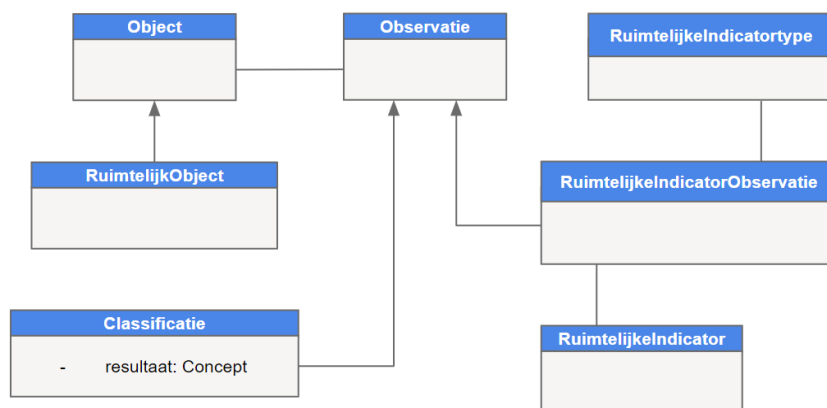 Object
Observatie
RuimtelijkeIndicatortype
RuimtelijkObject
RuimtelijkeIndicatorObservatie
Classificatie
- resultaat: Concept
RuimtelijkeIndicator